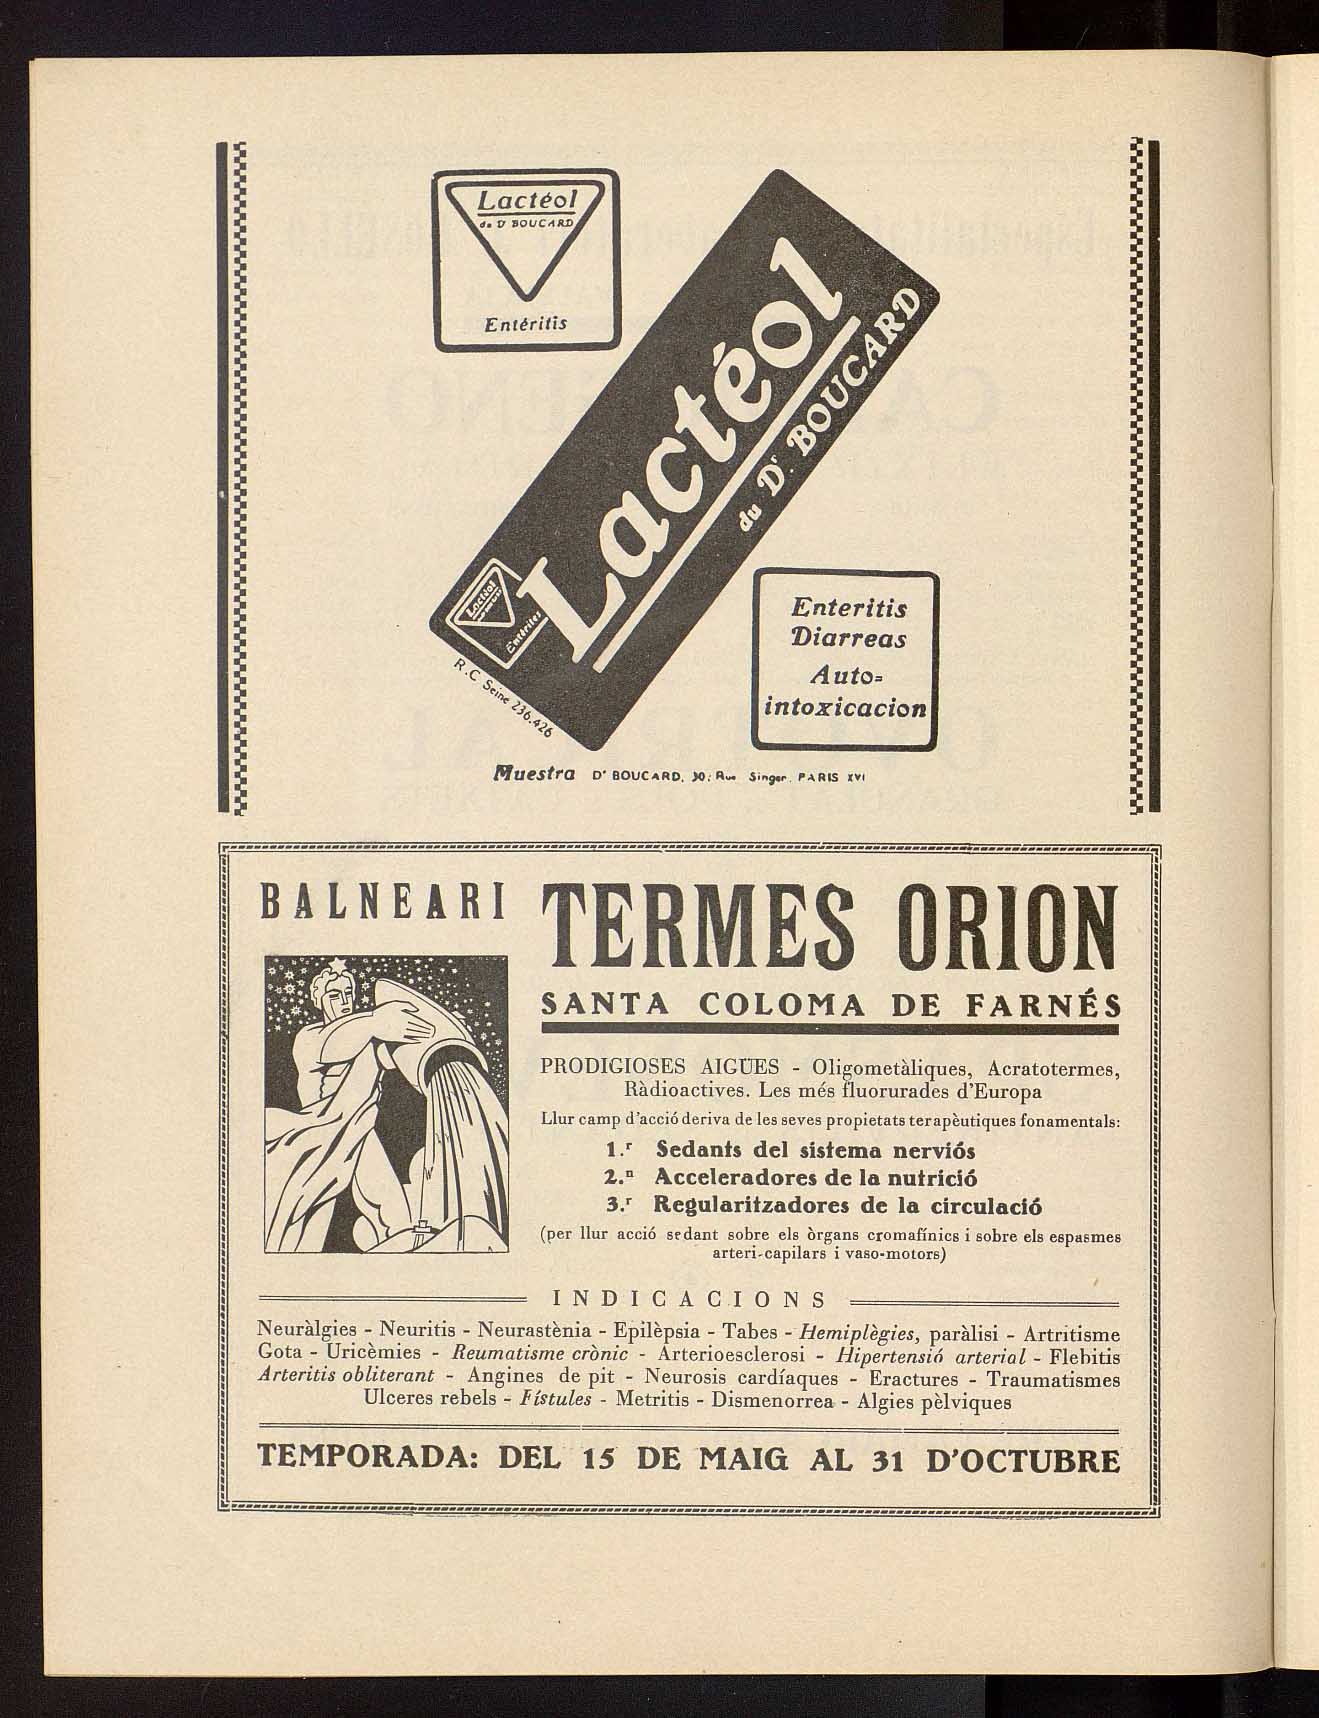 Lactéol
du Dr BOUCARD
Entéritis
Lactéol
du Dr. BOUCARD
Lactéol
Entérites
R.C Seine 236.426
Enteritis
Diarreas
Auto-
intoxicacion
Muestra Dr BOUCARD, 30, Rue Singer. PARIS XVI
BALNEARI
TERMES ORION
SANTA COLOMA DE FARNÉS
PRODIGIOSES AIGÜES - Oligometàliques, Acratotermes,
Ràdioactives. Les més fluorurades d'Europa
Llur camp d'acció deriva de les seves propietats terapèutiques fonamentals:
1.r Sedants del sistema nerviós
2.n Acceleradores de la nutrició
3.r Regularitzadores de la circulació
(per llur acció sedant sobre els òrgans cromafínics i sobre els espasmes
arteri-capilars i vaso-motors)
INDICACIONS
Neuràlgies - Neuritis - Neurastènia - Epilèpsia - Tabes - Hemiplègies, paràlisi - Artritisme
Gota - Uricèmies - Reumatisme crònic - Arterioesclerosi - Hipertensió arterial - Flebitis
Arteritis obliterant - Angines de pit - Neurosis cardíaques - Eractures - Traumatismes
Ulceres rebels - Fístules - Metritis - Dismenorrea - Algies pèlviques
TEMPORADA: DEL 15 DE MAIG AL 31 D'OCTUBRE